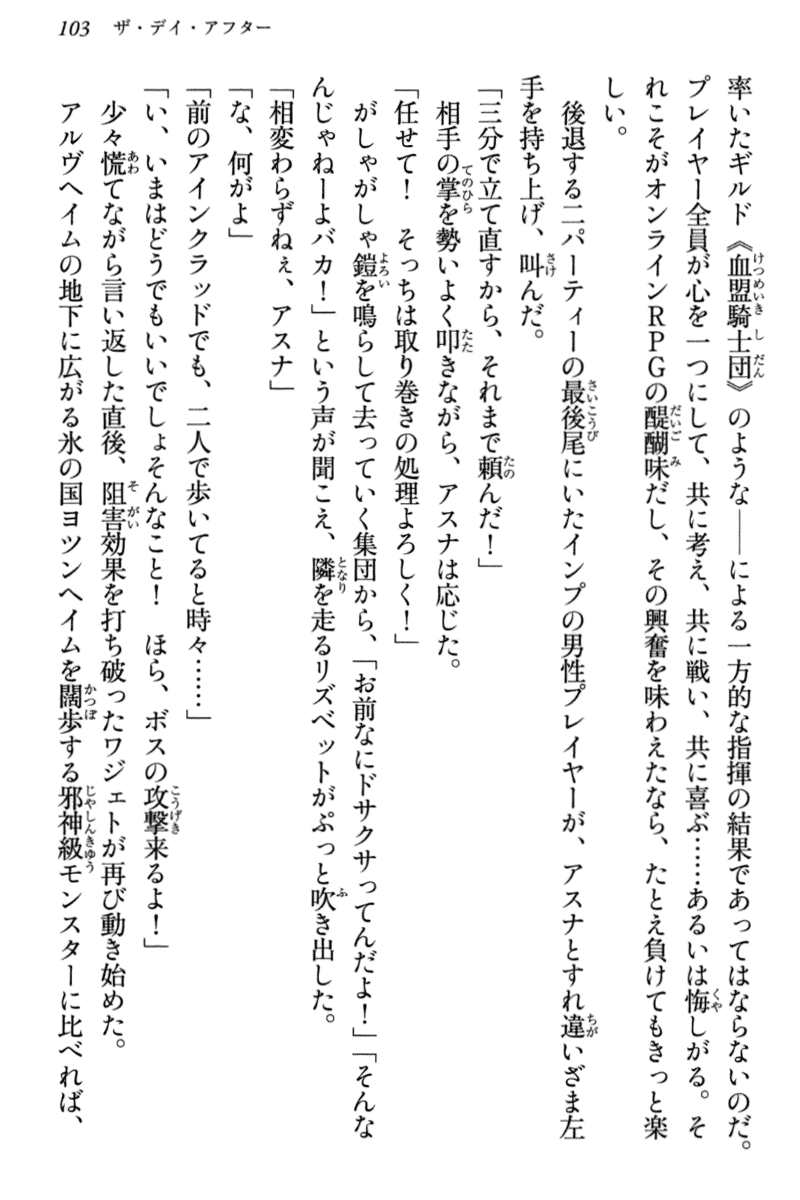 103 ザ・デイ・アフター
率いたギルド《血盟騎士団》のような――による一方的な指揮の結果であってはならないのだ。
プレイヤー全員が心を一つにして、共に考え、共に戦い、共に喜ぶ……あるいは悔しがる。そ
れこそがオンラインRPGの醍醐味だし、その興奮を味わえたなら、たとえ負けてもきっと楽
しい。
　後退する二パーティーの最後尾にいたインプの男性プレイヤーが、アスナとすれ違いざま左
手を持ち上げ、叫んだ。
「三分で立て直すから、それまで頼んだ！」
　相手の掌を勢いよく叩きながら、アスナは応じた。
「任せて！　そっちは取り巻きの処理よろしく！」
　がしゃがしゃ鎧を鳴らして去っていく集団から、「お前なにドサクサってんだよ！」「そんな
んじゃねーよバカ！」という声が聞こえ、隣を走るリズベットがぷっと吹き出した。
「相変わらずねぇ、アスナ」
「な、何がよ」
「前のアインクラッドでも、二人で歩いてると時々……」
「い、いまはどうでもいいでしょそんなこと！　ほら、ボスの攻撃来るよ！」
　少々慌てながら言い返した直後、阻害効果を打ち破ったワジェトが再び動き始めた。
　アルヴヘイムの地下に広がる氷の国ヨツンヘイムを闊歩する邪神級モンスターに比べれば、